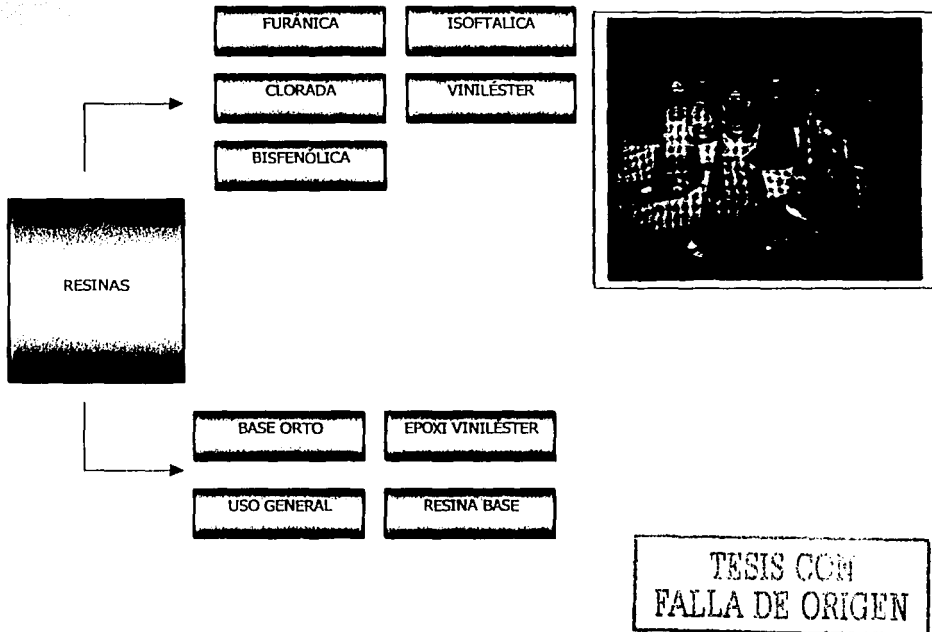 FURÁNICA
ISOFTALICA
CLORADA
VINILÉSTER
BISFENÓLICA
RESINAS
BASE ORTO
EPOXI VINILÉSTER
USO GENERAL
RESINA BASE
TESIS CON
FALLA DE ORIGEN